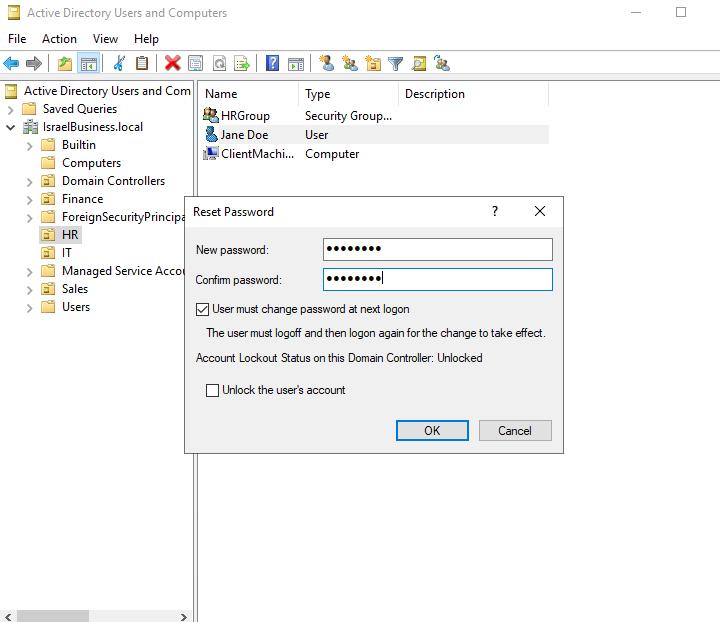 Active Directory Users and Computers
File Action View Help
Active Directory Users and Com
Saved Queries
IsraelBusiness.local
Builtin
Computers
Domain Controllers
Finance
ForeignSecurityPrincipa
HR
IT
Managed Service Accou
Sales
Users
Name Type Description
HRGroup Security Group...
Jane Doe User
ClientMachi... Computer
Reset Password ?
New password:
Confirm password:
User must change password at next logon
The user must logoff and then logon again for the change to take effect.
Account Lockout Status on this Domain Controller: Unlocked
Unlock the user's account
OK Cancel